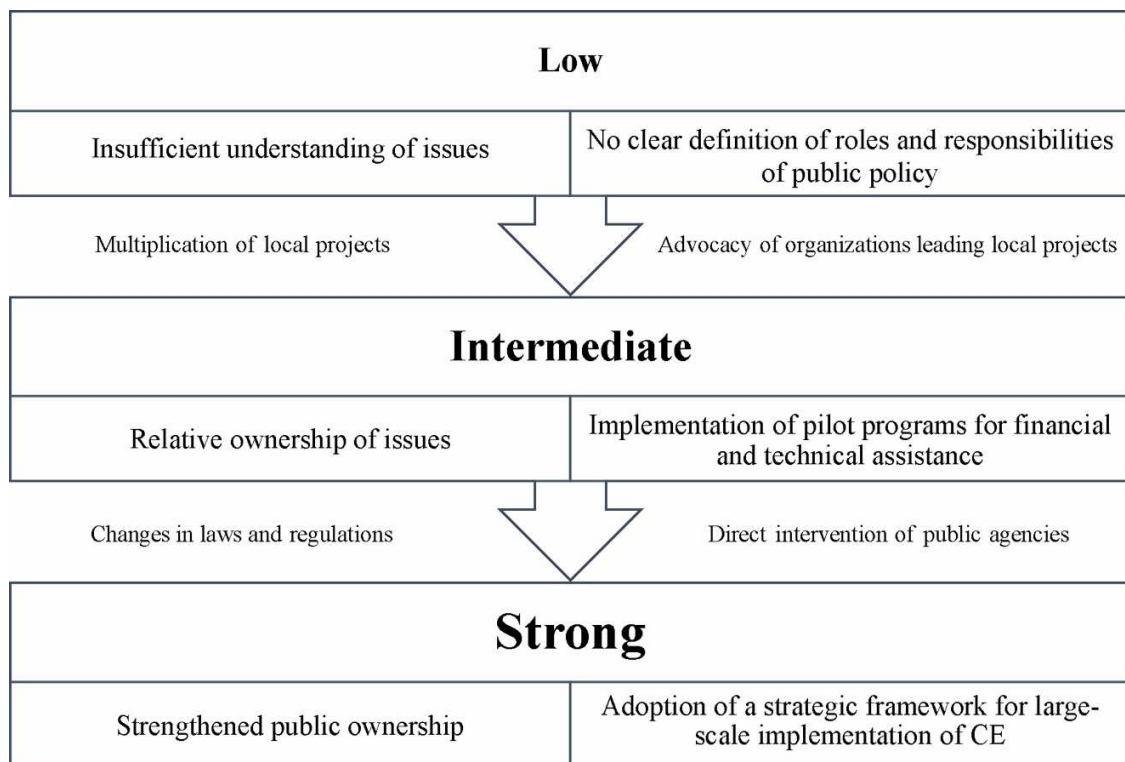 Low
Insufficient understanding of issues
No clear definition of roles and responsibilities
of public policy
Multiplication of local projects
Advocacy of organizations leading local projects
Intermediate
Relative ownership of issues
Implementation of pilot programs for financial
and technical assistance
Changes in laws and regulations
Direct intervention of public agencies
Strong
Strengthened public ownership
Adoption of a strategic framework for large-
scale implementation of CE